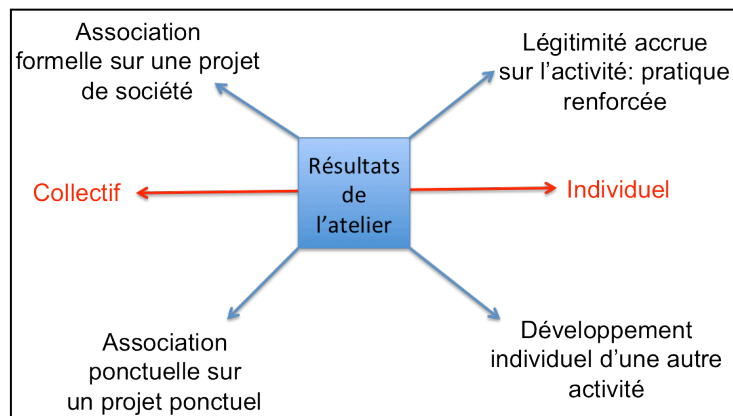 Association
formelle sur une projet
de société
Légitimité accrue
sur l'activité: pratique
renforcée
Collectif
Résultats
de
l'atelier
Individuel
Association
ponctuelle sur
un projet ponctuel
Développement
individuel d'une autre
activité